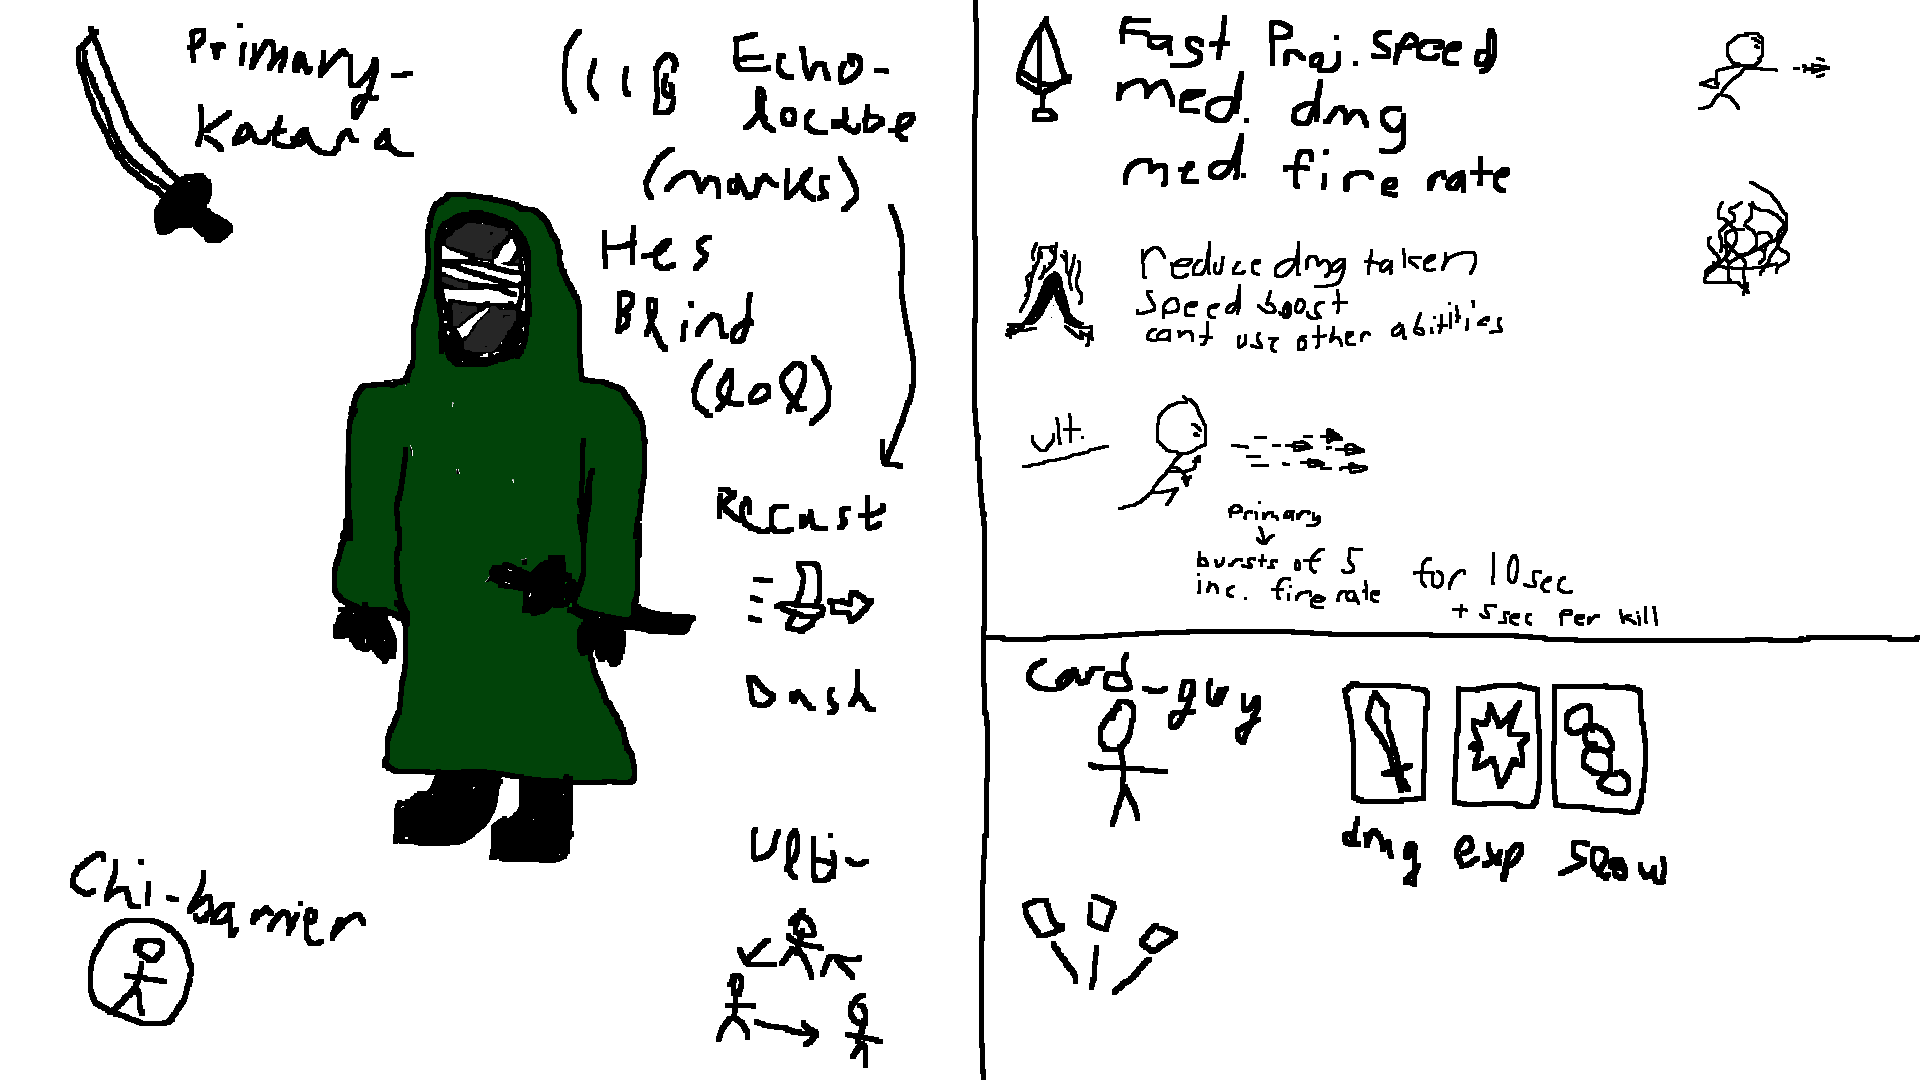 Primary-
Katana
Echo-
locate
(marks)
Hes
Blind
(lol)
Recast
Dash
Ulti-
Chi-barrier
Fast Proj. speed
med. dmg
med. fire rate
reduce dmg taken
speed boost
cant use other abilities
ult.
primary
bursts of 5
inc. fire rate
for 10sec
+ 5sec per kill
Card-guy
dmg exp slow